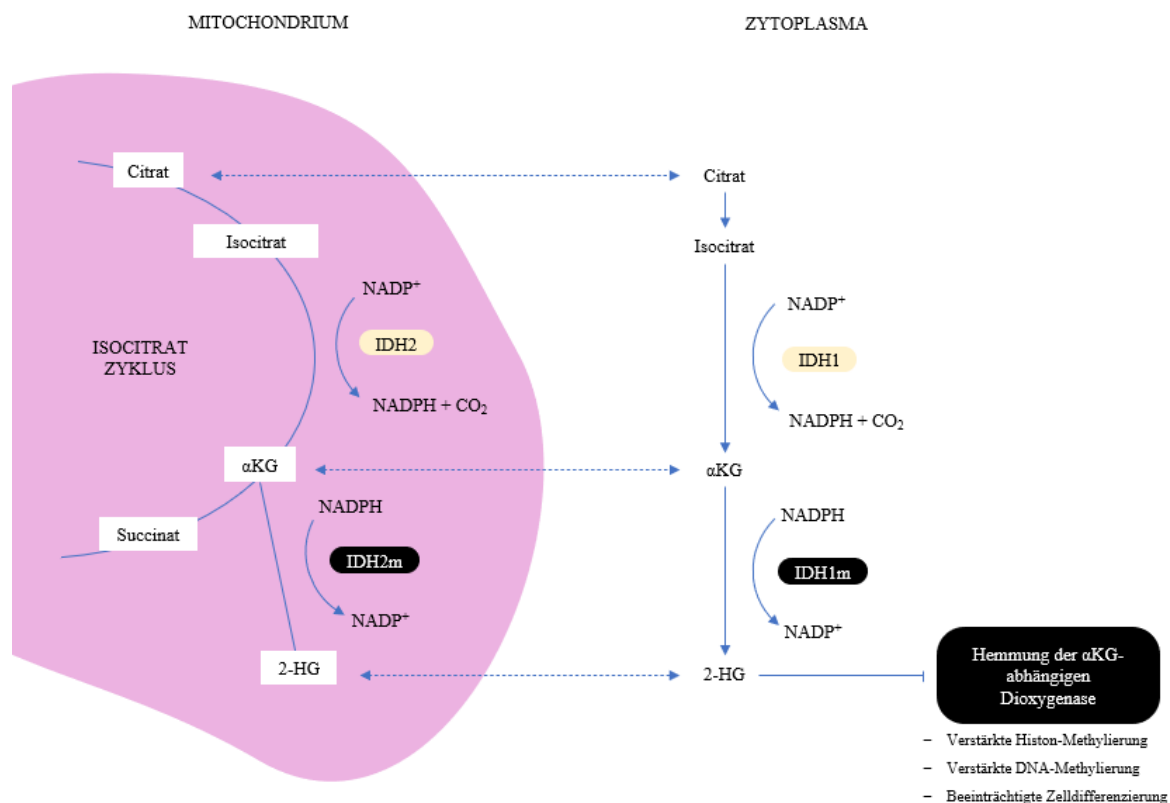 MITOCHONDRIUM
ZYTOPLASMA
Citrat
Isocitrat
NADP⁺
IDH2
NADPH + CO₂
ISOCITRAT
ZYKLUS
αKG
Succinat
NADPH
IDH2m
NADP⁺
2-HG
Citrat
Isocitrat
NADP⁺
IDH1
NADPH + CO₂
αKG
NADPH
IDH1m
NADP⁺
2-HG
Hemmung der αKG-
abhängigen
Dioxygenase
– Verstärkte Histon-Methylierung
– Verstärkte DNA-Methylierung
– Beeinträchtigte Zelldifferenzierung